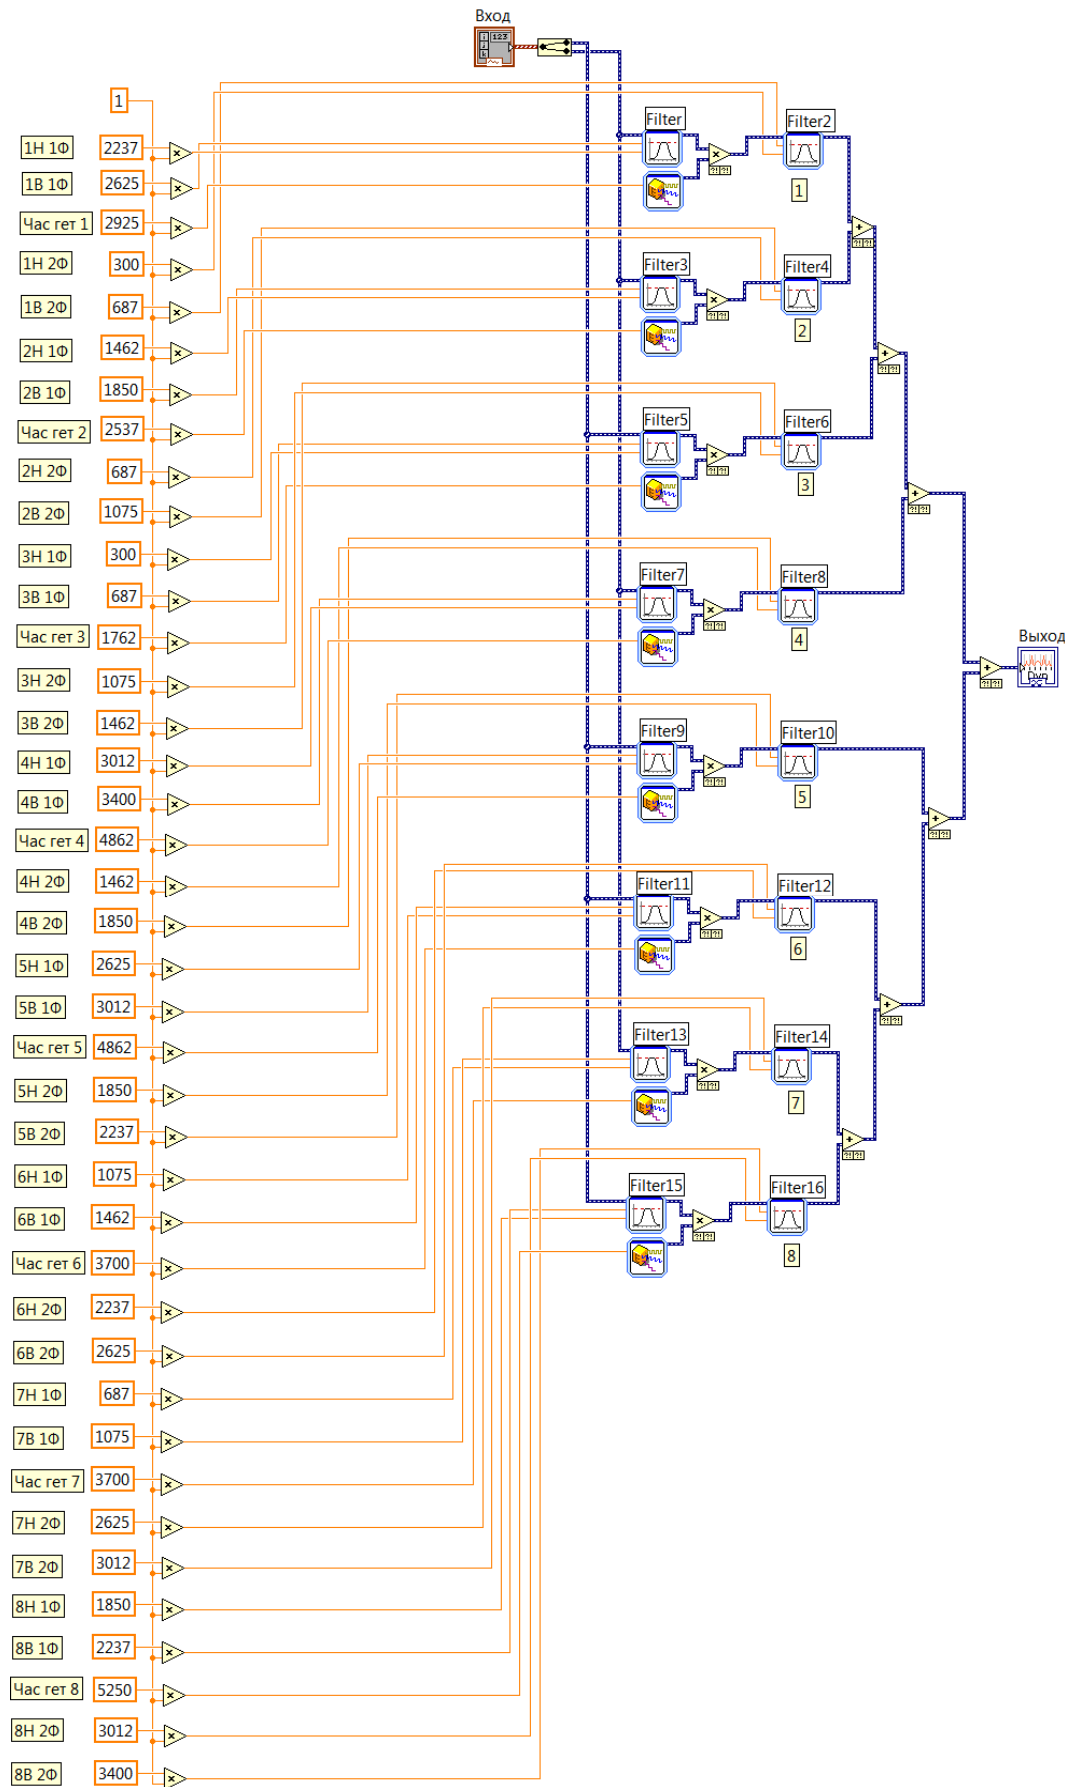 Вход
1
1Н 1Ф 2237
1В 1Ф 2625
Час гет 1 2925
1Н 2Ф 300
1В 2Ф 687
2Н 1Ф 1462
2В 1Ф 1850
Час гет 2 2537
2Н 2Ф 687
2В 2Ф 1075
3Н 1Ф 300
3В 1Ф 687
Час гет 3 1762
3Н 2Ф 1075
3В 2Ф 1462
4Н 1Ф 3012
4В 1Ф 3400
Час гет 4 4862
4Н 2Ф 1462
4В 2Ф 1850
5Н 1Ф 2625
5В 1Ф 3012
Час гет 5 4862
5Н 2Ф 1850
5В 2Ф 2237
6Н 1Ф 1075
6В 1Ф 1462
Час гет 6 3700
6Н 2Ф 2237
6В 2Ф 2625
7Н 1Ф 687
7В 1Ф 1075
Час гет 7 3700
7Н 2Ф 2625
7В 2Ф 3012
8Н 1Ф 1850
8В 1Ф 2237
Час гет 8 5250
8Н 2Ф 3012
8В 2Ф 3400
Filter Filter2
1
Filter3 Filter4
2
Filter5 Filter6
3
Filter7 Filter8
4
Filter9 Filter10
5
Filter11 Filter12
6
Filter13 Filter14
7
Filter15 Filter16
8
Выход